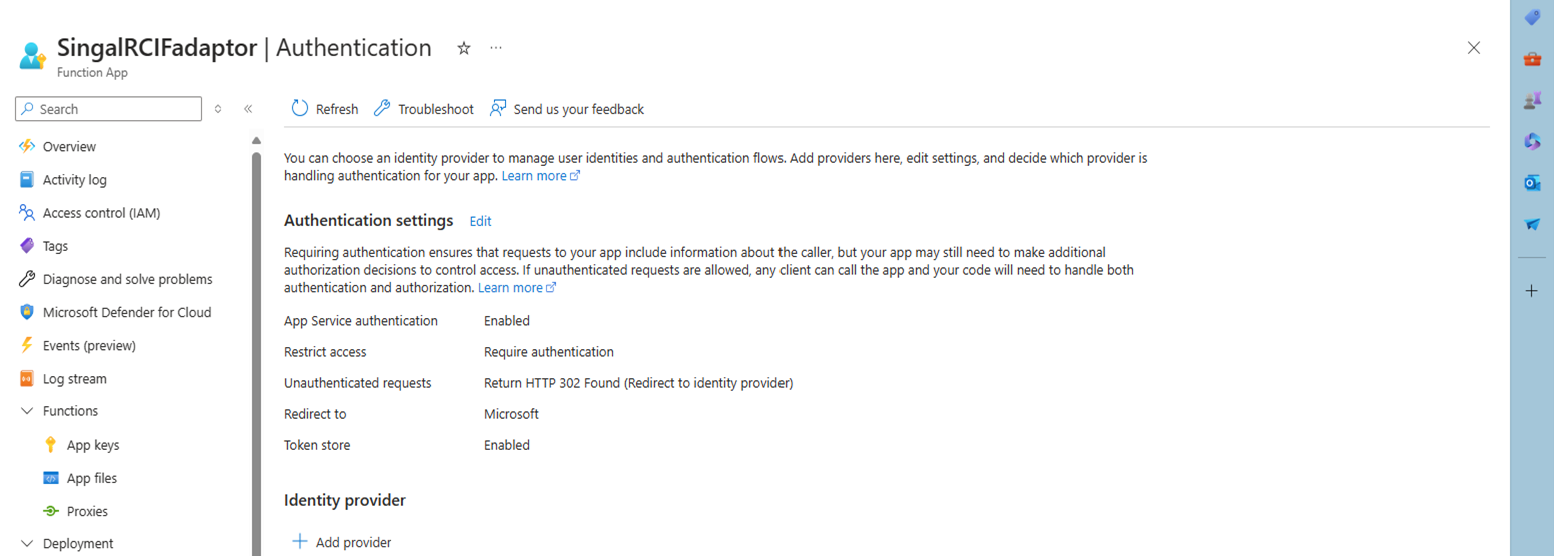 SingalRCIFadaptor | Authentication
Function App
Search
Overview
Activity log
Access control (IAM)
Tags
Diagnose and solve problems
Microsoft Defender for Cloud
Events (preview)
Log stream
Functions
App keys
App files
Proxies
Deployment
Refresh
Troubleshoot
Send us your feedback
You can choose an identity provider to manage user identities and authentication flows. Add providers here, edit settings, and decide which provider is
handling authentication for your app. Learn more
Authentication settings Edit
Requiring authentication ensures that requests to your app include information about the caller, but your app may still need to make additional
authorization decisions to control access. If unauthenticated requests are allowed, any client can call the app and your code will need to handle both
authentication and authorization. Learn more
App Service authentication Enabled
Restrict access Require authentication
Unauthenticated requests Return HTTP 302 Found (Redirect to identity provider)
Redirect to Microsoft
Token store Enabled
Identity provider
Add provider